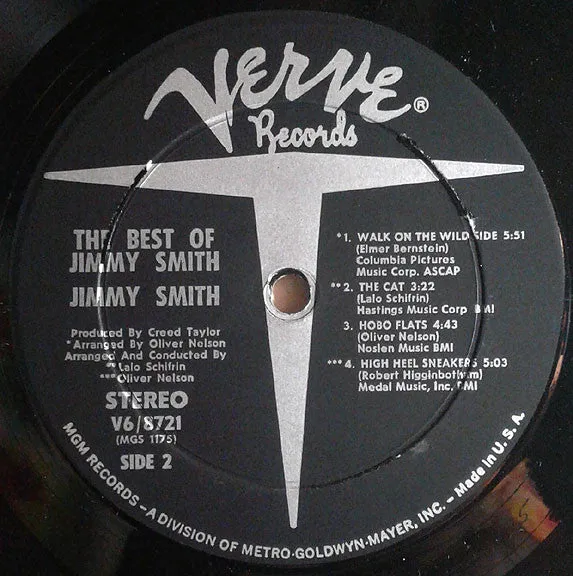 VERVE®
Records
THE BEST OF
JIMMY SMITH
JIMMY SMITH
Produced By Creed Taylor
*Arranged By Oliver Nelson
Arranged And Conducted By
**Lalo Schifrin
***Oliver Nelson
STEREO
V6/8721
(MGS 1175)
SIDE 2
*1. WALK ON THE WILD SIDE 5:51
(Elmer Bernstein)
Columbia Pictures
Music Corp. ASCAP
**2. THE CAT 3:22
(Lalo Schifrin)
Hastings Music Corp BMI
3. HOBO FLATS 4:43
(Oliver Nelson)
Noslen Music BMI
***4. HIGH HEEL SNEAKERS 5:03
(Robert Higginbotham)
Medal Music, Inc. BMI
MGM RECORDS – A DIVISION OF METRO-GOLDWYN-MAYER, INC. – Made in U.S.A.